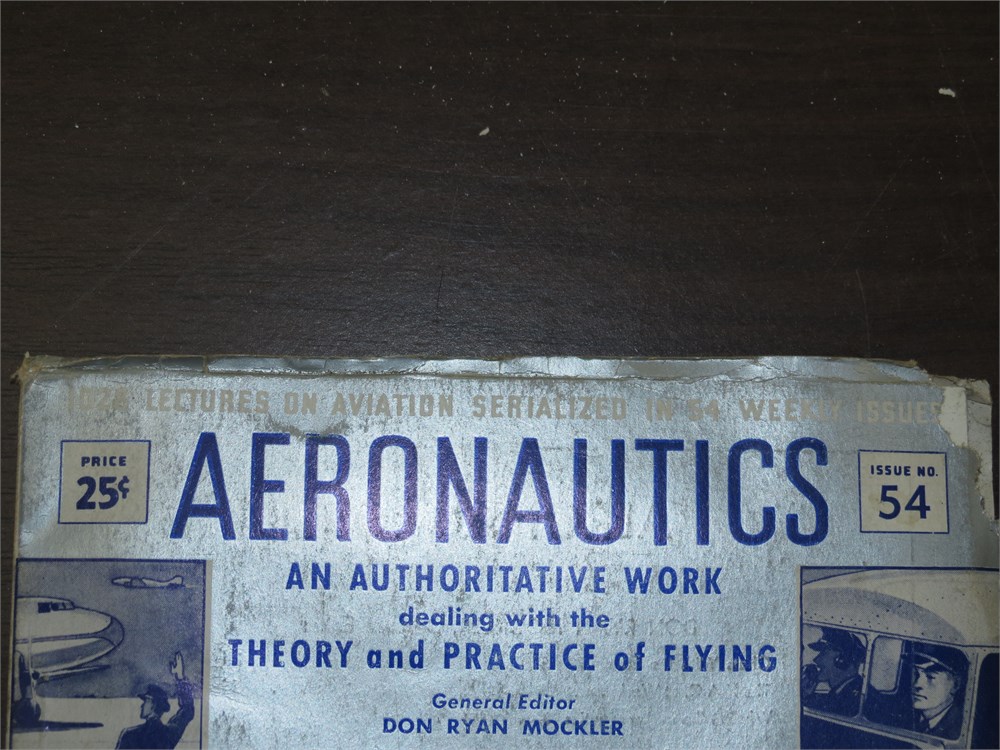 LECTURES ON AVIATION SERIALIZED IN 54 WEEKLY ISSUES
PRICE
25¢
AERONAUTICS
ISSUE NO.
54
AN AUTHORITATIVE WORK
dealing with the
THEORY and PRACTICE of FLYING
General Editor
DON RYAN MOCKLER